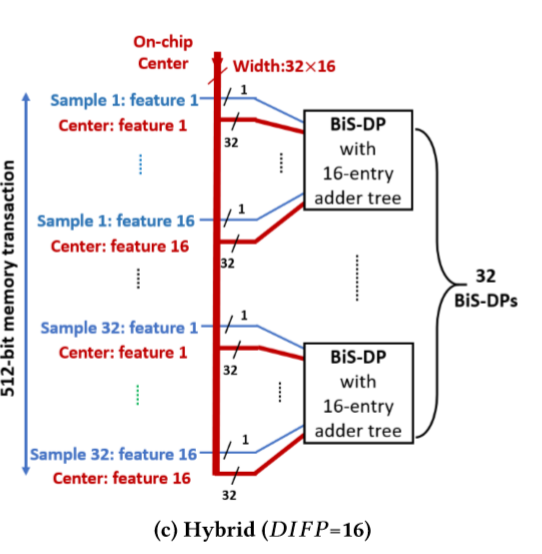 On-chip
Center
Width:32×16
Sample 1: feature 1
1
Center: feature 1
32
BiS-DP
with
16-entry
adder tree
Sample 1: feature 16
1
Center: feature 16
32
512-bit memory transaction
32
BiS-DPs
Sample 32: feature 1
1
Center: feature 1
32
BiS-DP
with
16-entry
adder tree
Sample 32: feature 16
1
Center: feature 16
32
(c) Hybrid (DIFP=16)